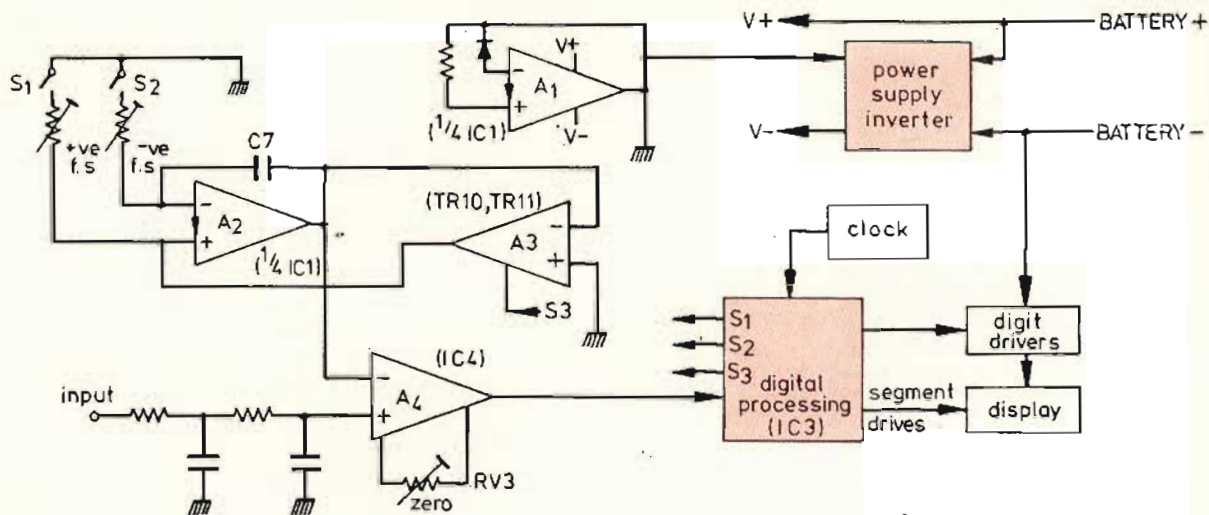 V+
BATTERY+
power
supply
inverter
V-
BATTERY-
S1
S2
+ve
f.s
-ve
f.s
C7
-
+
A1
V+
V-
(1/4 IC1)
-
+
A2
(1/4 IC1)
(TR10,TR11)
-
+
A3
S3
clock
S1
S2
S3
digital
processing
(IC3)
segment
drives
digit
drivers
display
input
(IC4)
-
+
A4
RV3
zero